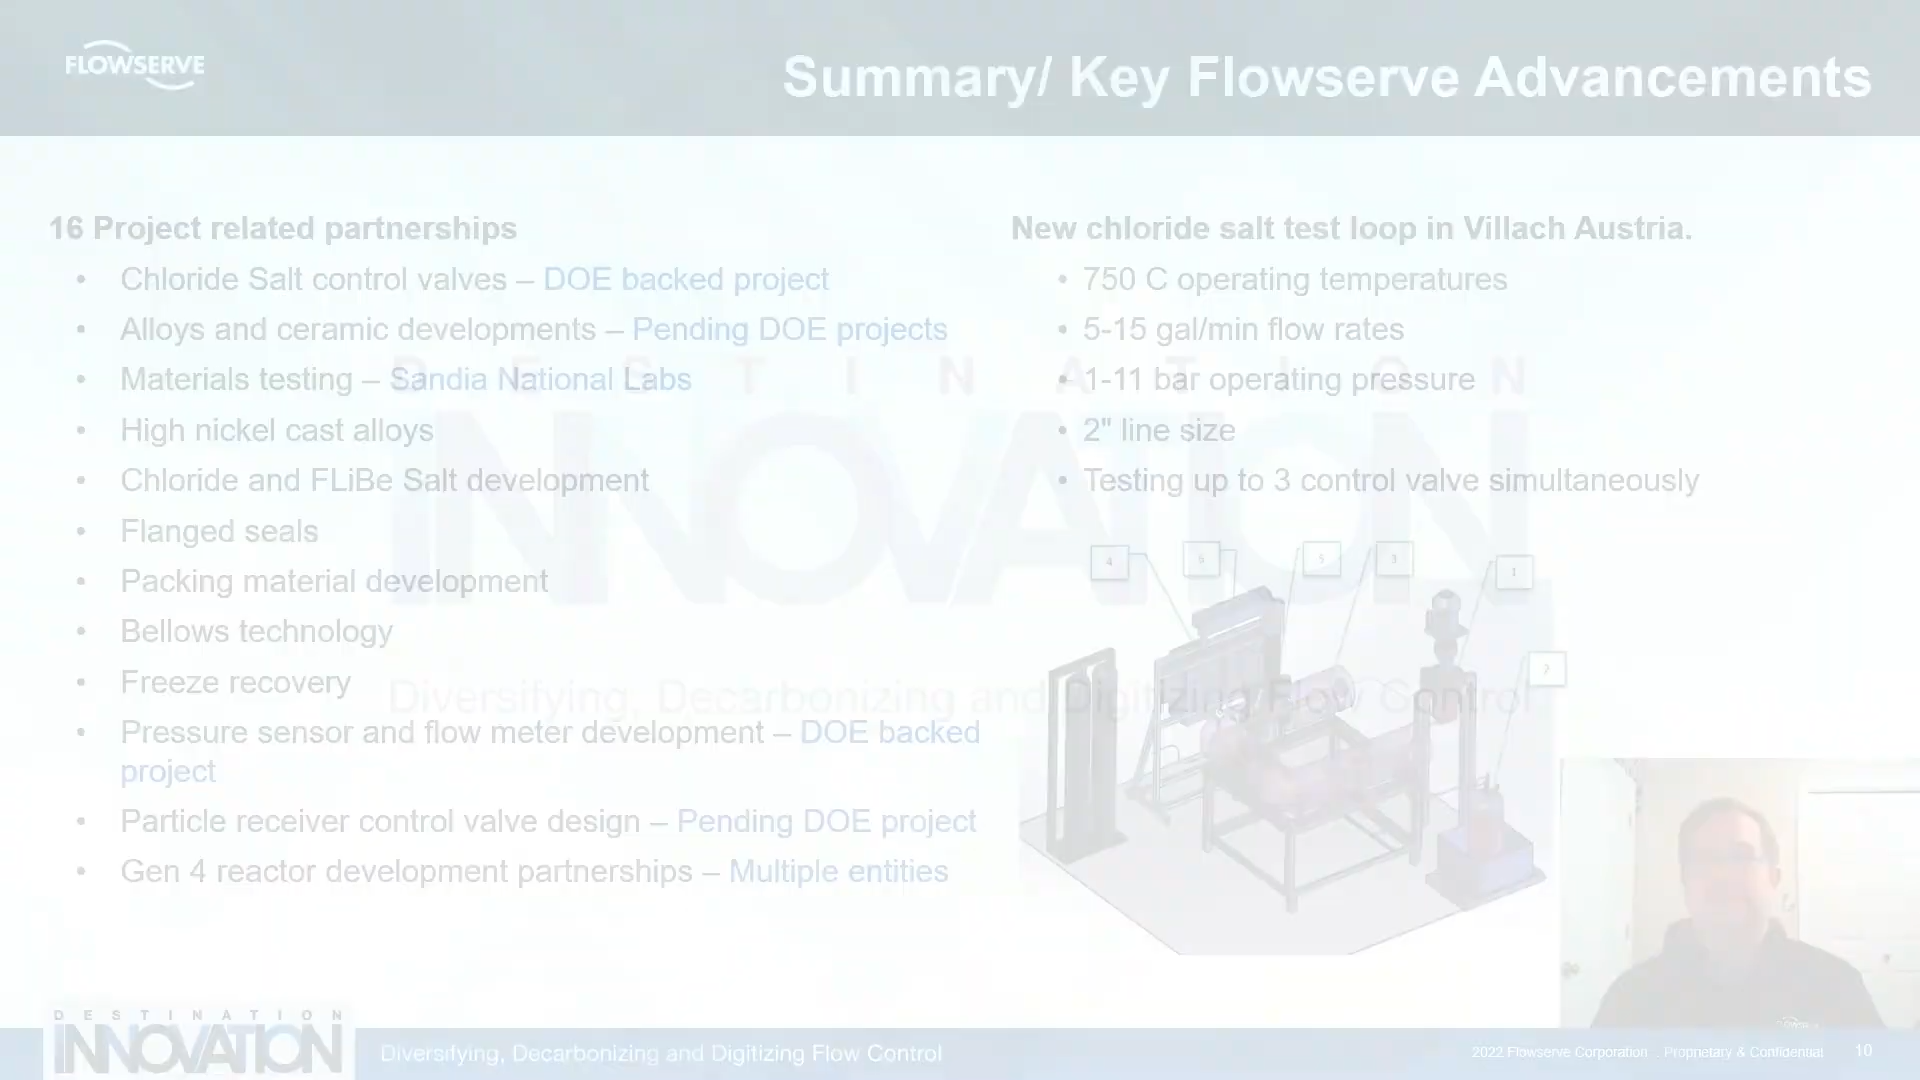 FLOWSERVE
Summary/ Key Flowserve Advancements
16 Project related partnerships
• Chloride Salt control valves – DOE backed project
• Alloys and ceramic developments – Pending DOE projects
• Materials testing – Sandia National Labs
• High nickel cast alloys
• Chloride and FLiBe Salt development
• Flanged seals
• Packing material development
• Bellows technology
• Freeze recovery
• Pressure sensor and flow meter development – DOE backed
project
• Particle receiver control valve design – Pending DOE project
• Gen 4 reactor development partnerships – Multiple entities
New chloride salt test loop in Villach Austria.
• 750 C operating temperatures
• 5-15 gal/min flow rates
• 1-11 bar operating pressure
• 2" line size
• Testing up to 3 control valve simultaneously
4
6
5
3
1
2
DESTINATION
INNOVATION
Diversifying, Decarbonizing and Digitizing Flow Control
DESTINATION
INNOVATION
Diversifying, Decarbonizing and Digitizing Flow Control
2022 Flowserve Corporation . Proprietary & Confidential
10